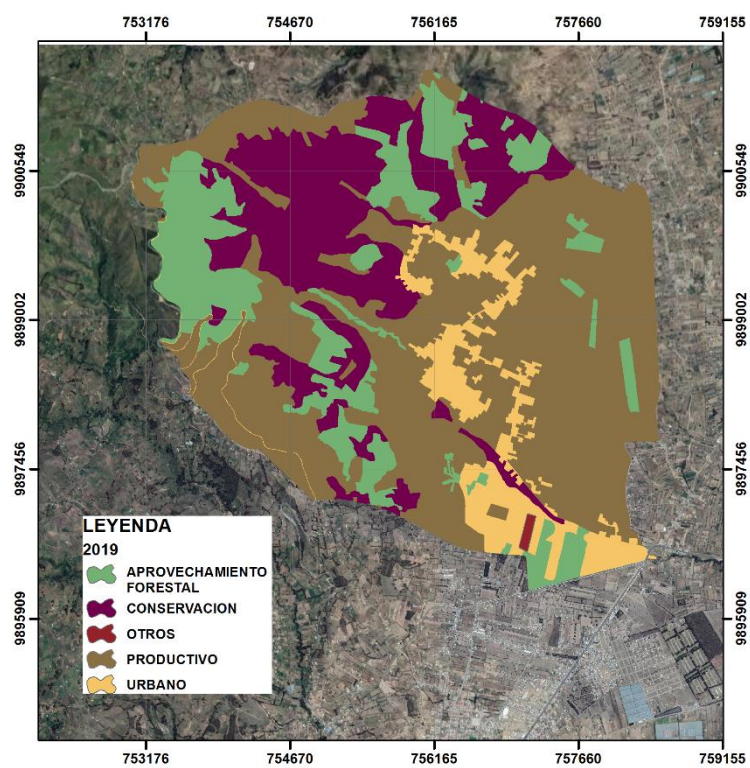 753176 754670 756165 757660 759155
9900549 9900549
9899002 9899002
9897456 9897456
9895909 9895909
LEYENDA
2019
APROVECHAMIENTO
FORESTAL
CONSERVACION
OTROS
PRODUCTIVO
URBANO
753176 754670 756165 757660 759155